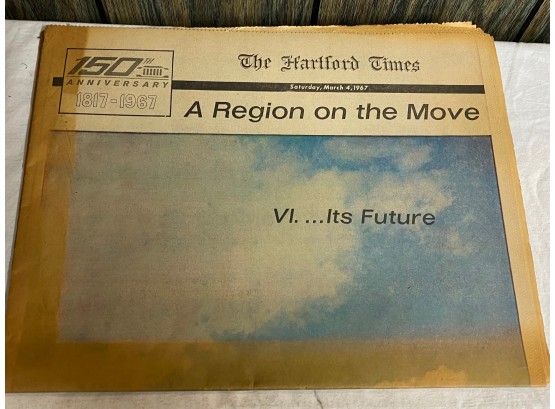 150TH
ANNIVERSARY
1817-1967
The Hartford Times
Saturday, March 4, 1967
A Region on the Move
VI. ...Its Future